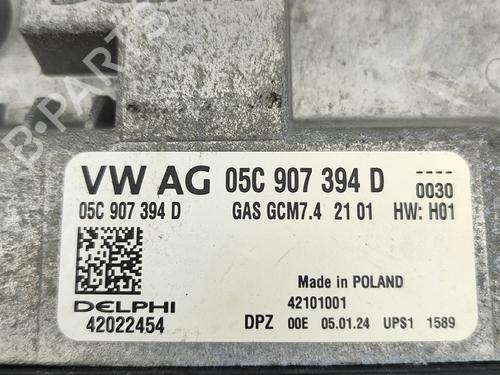 DELPHI
B-PARTS
VW AG 05C 907 394 D ----
0030
05C 907 394 D GAS GCM7.4 21 01 HW: H01
Made in POLAND
DELPHI 42101001
42022454 DPZ 00E 05.01.24 UPS1 1589